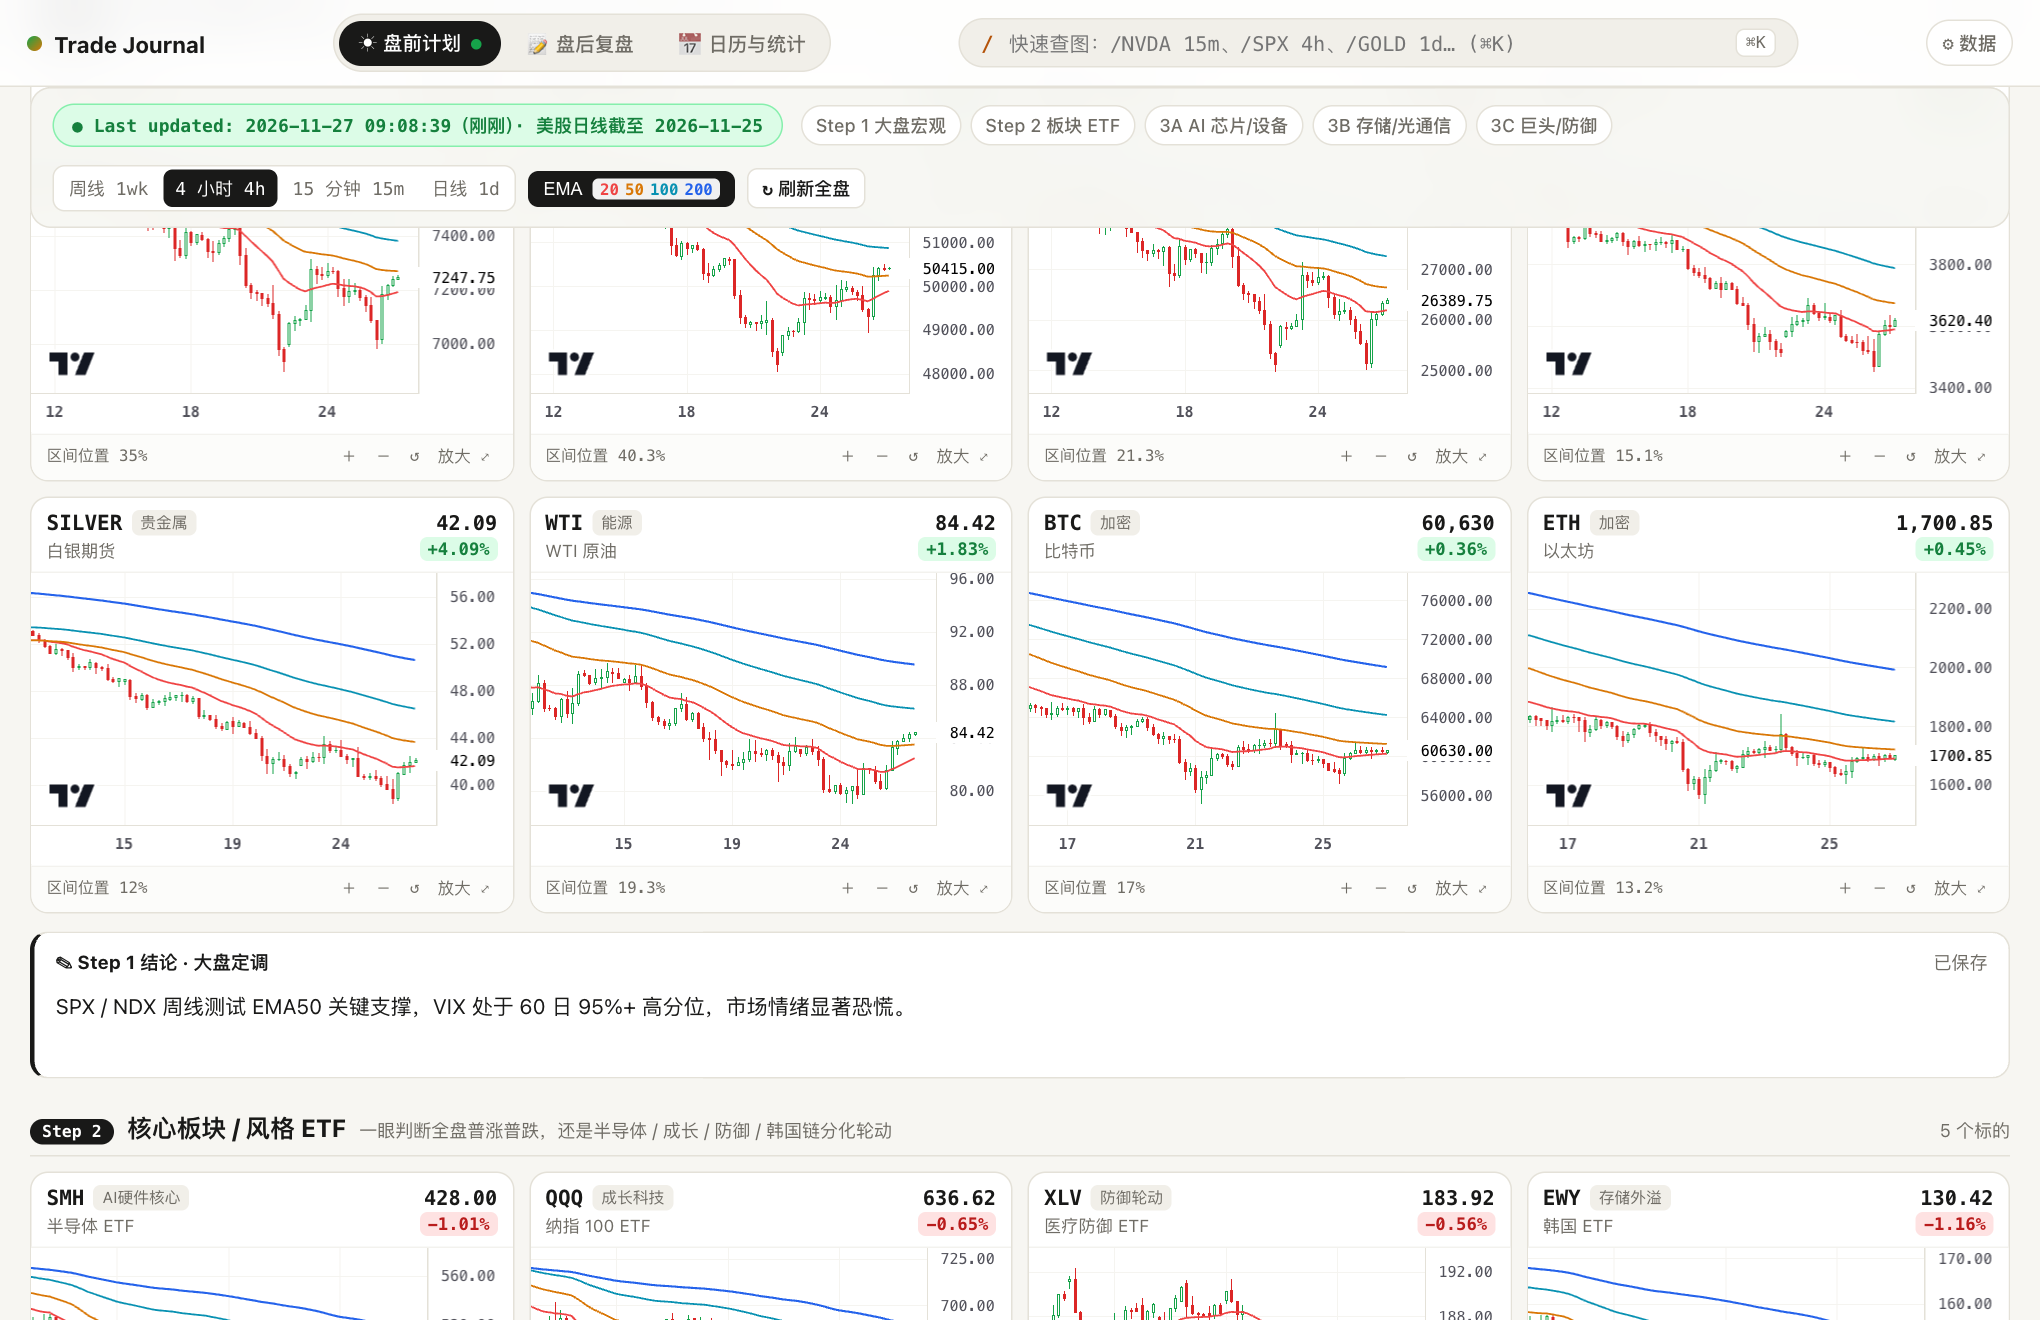 Trade Journal
盘前计划
盘后复盘
日历与统计
/ 快速查图: /NVDA 15m、/SPX 4h、/GOLD 1d… (⌘K)
⌘K
数据
Last updated: 2026-11-27 09:08:39 (刚刚) · 美股日线截至 2026-11-25
Step 1 大盘宏观
Step 2 板块 ETF
3A AI 芯片/设备
3B 存储/光通信
3C 巨头/防御
周线 1wk
4 小时 4h
15 分钟 15m
日线 1d
EMA 20 50 100 200
↻ 刷新全盘
7400.00
7247.75
7000.00
12 18 24
区间位置 35%
+ − ↺ 放大 ⤢
51000.00
50415.00
50000.00
49000.00
48000.00
12 18 24
区间位置 40.3%
+ − ↺ 放大 ⤢
27000.00
26389.75
26000.00
25000.00
12 18 24
区间位置 21.3%
+ − ↺ 放大 ⤢
3800.00
3620.40
3400.00
12 18 24
区间位置 15.1%
+ − ↺ 放大 ⤢
SILVER 贵金属 42.09
白银期货 +4.09%
56.00
52.00
48.00
44.00
42.09
40.00
15 19 24
区间位置 12%
+ − ↺ 放大 ⤢
WTI 能源 84.42
WTI 原油 +1.83%
96.00
92.00
88.00
84.42
80.00
15 19 24
区间位置 19.3%
+ − ↺ 放大 ⤢
BTC 加密 60,630
比特币 +0.36%
76000.00
72000.00
68000.00
64000.00
60630.00
56000.00
17 21 25
区间位置 17%
+ − ↺ 放大 ⤢
ETH 加密 1,700.85
以太坊 +0.45%
2200.00
2000.00
1800.00
1700.85
1600.00
17 21 25
区间位置 13.2%
+ − ↺ 放大 ⤢
✎ Step 1 结论 · 大盘定调
已保存
SPX / NDX 周线测试 EMA50 关键支撑，VIX 处于 60 日 95%+ 高分位，市场情绪显著恐慌。
Step 2 核心板块 / 风格 ETF 一眼判断全盘普涨普跌，还是半导体 / 成长 / 防御 / 韩国链分化轮动
5 个标的
SMH AI硬件核心 428.00
半导体 ETF −1.01%
560.00
QQQ 成长科技 636.62
纳指 100 ETF −0.65%
725.00
700.00
XLV 防御轮动 183.92
医疗防御 ETF −0.56%
192.00
188.00
EWY 存储外溢 130.42
韩国 ETF −1.16%
170.00
160.00